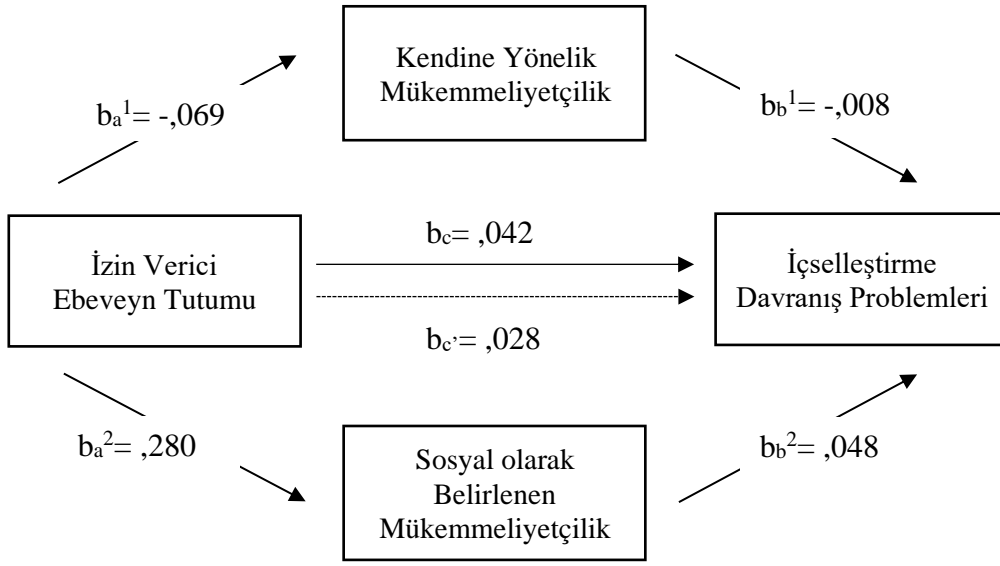 Kendine Yönelik
Mükemmeliyetçilik
ba1= -,069
bb1= -,008
İzin Verici
Ebeveyn Tutumu
bc= ,042
bc’= ,028
İçselleştirme
Davranış Problemleri
ba2= ,280
bb2= ,048
Sosyal olarak
Belirlenen
Mükemmeliyetçilik